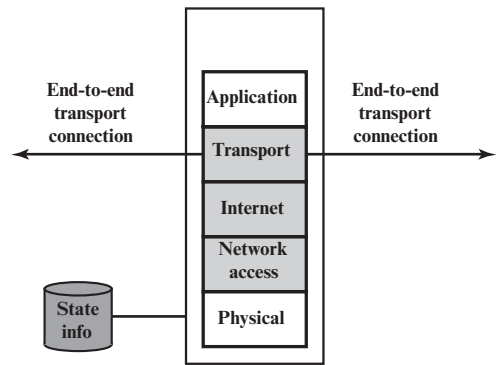 End-to-end
transport
connection
Application
Transport
Internet
Network
access
Physical
End-to-end
transport
connection
State
info